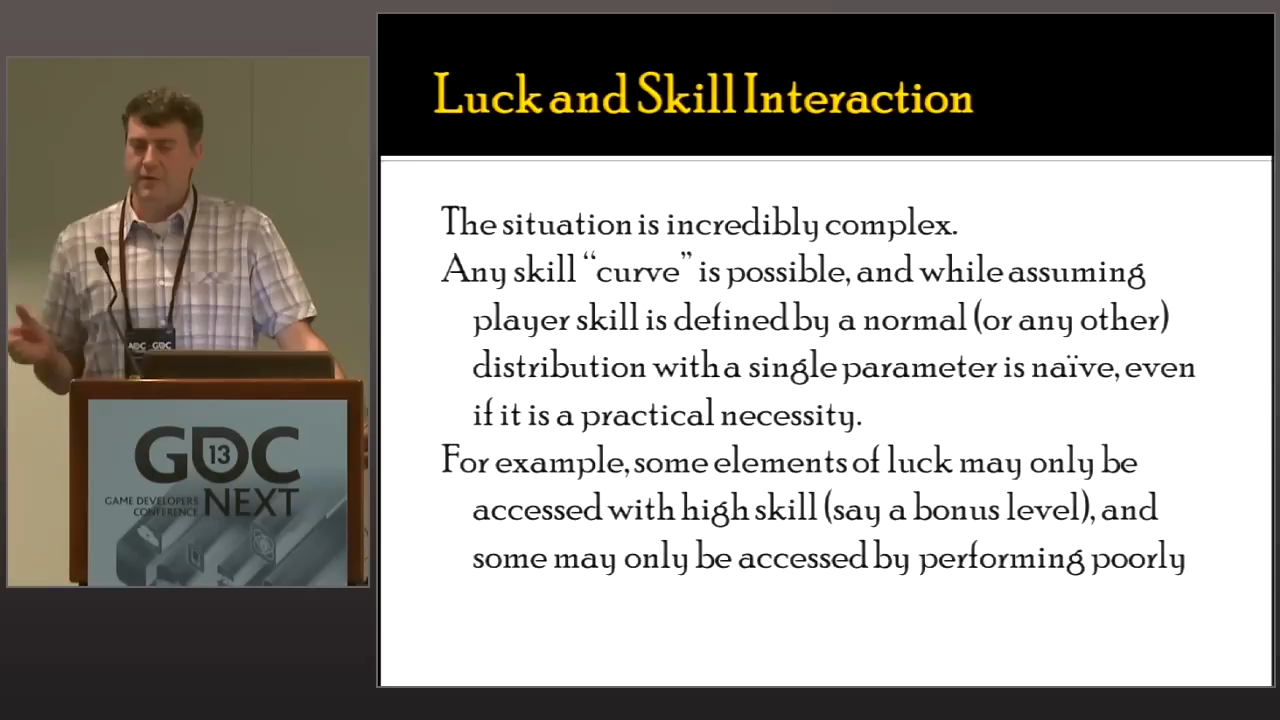 Luck and Skill Interaction
The situation is incredibly complex.
Any skill “curve” is possible, and while assuming
player skill is defined by a normal (or any other)
distribution with a single parameter is naïve, even
if it is a practical necessity.
For example, some elements of luck may only be
accessed with high skill (say a bonus level), and
some may only be accessed by performing poorly
ADC GDC
GDC
13
GAME DEVELOPERS
CONFERENCE
NEXT